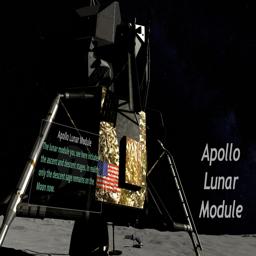 Apollo Lunar Module
The lunar module you see here includes
the ascent and descent stages. In reality,
only the descent stage remains on the
Moon now.
Apollo
Lunar
Module